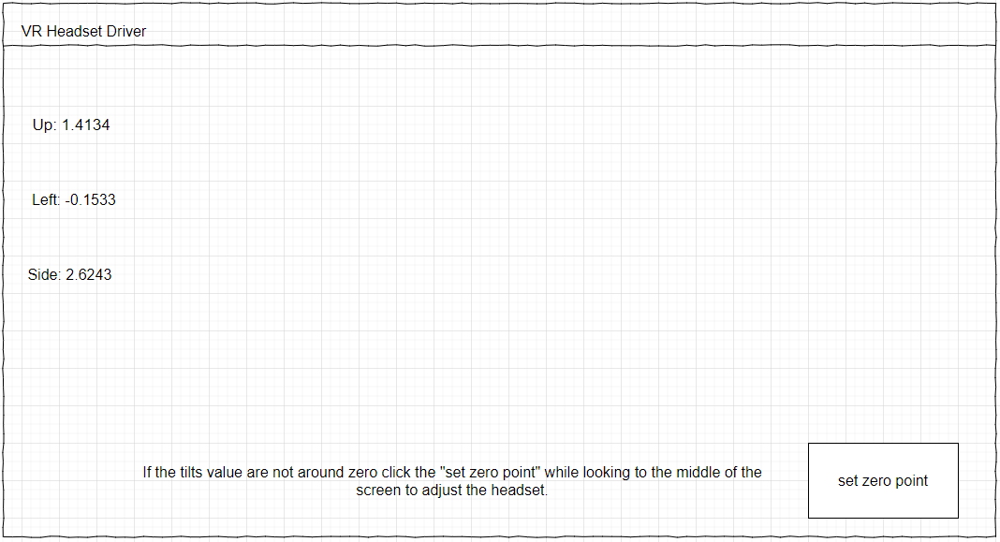 VR Headset Driver
Up: 1.4134
Left: -0.1533
Side: 2.6243
If the tilts value are not around zero click the "set zero point" while looking to the middle of the
screen to adjust the headset.
set zero point